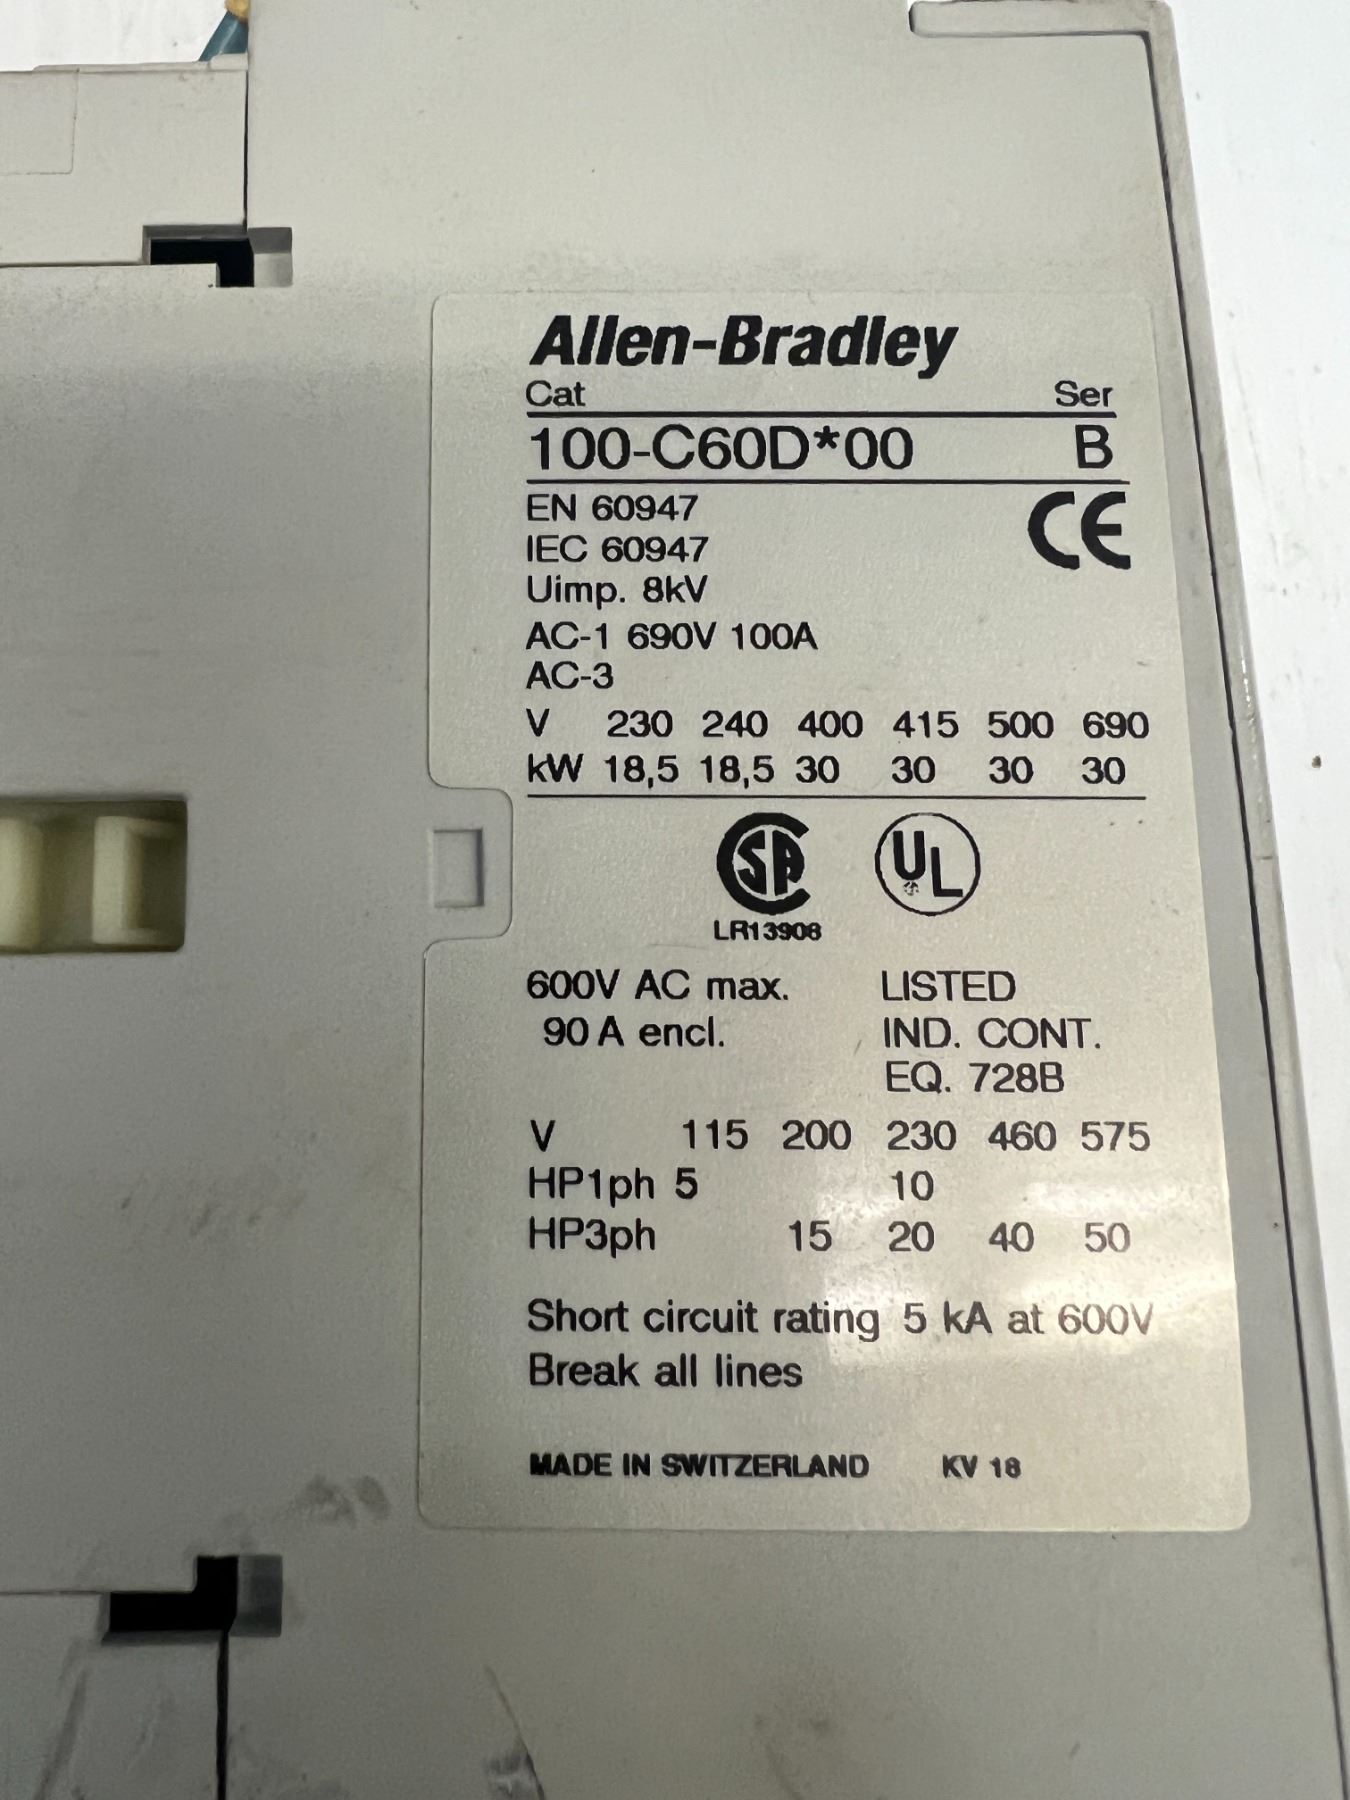 Allen-Bradley
Cat Ser
100-C60D*00 B
EN 60947 CE
IEC 60947
Uimp. 8kV
AC-1 690V 100A
AC-3
V 230 240 400 415 500 690
kW 18,5 18,5 30 30 30 30
SA UL
LR13908
600V AC max. LISTED
90 A encl. IND. CONT.
EQ. 728B
V 115 200 230 460 575
HP1ph 5 10
HP3ph 15 20 40 50
Short circuit rating 5 kA at 600V
Break all lines
MADE IN SWITZERLAND KV 18